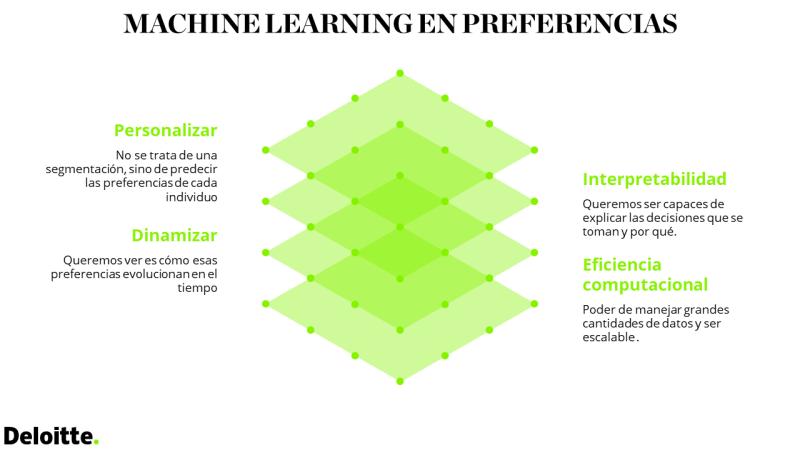 MACHINE LEARNING EN PREFERENCIAS
Personalizar
No se trata de una
segmentación, sino de predecir
las preferencias de cada
individuo
Dinamizar
Queremos ver es cómo esas
preferencias evolucionan en el
tiempo
Interpretabilidad
Queremos ser capaces de
explicar las decisiones que se
toman y por qué.
Eficiencia
computacional
Poder de manejar grandes
cantidades de datos y ser
escalable.
Deloitte.